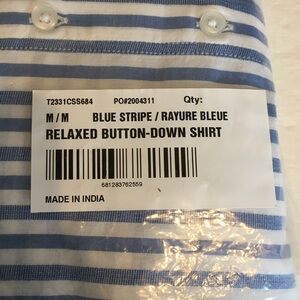 T2331CSS684 PO#2004311 Qty:
M / M BLUE STRIPE / RAYURE BLEUE
RELAXED BUTTON-DOWN SHIRT
681283762559
MADE IN INDIA